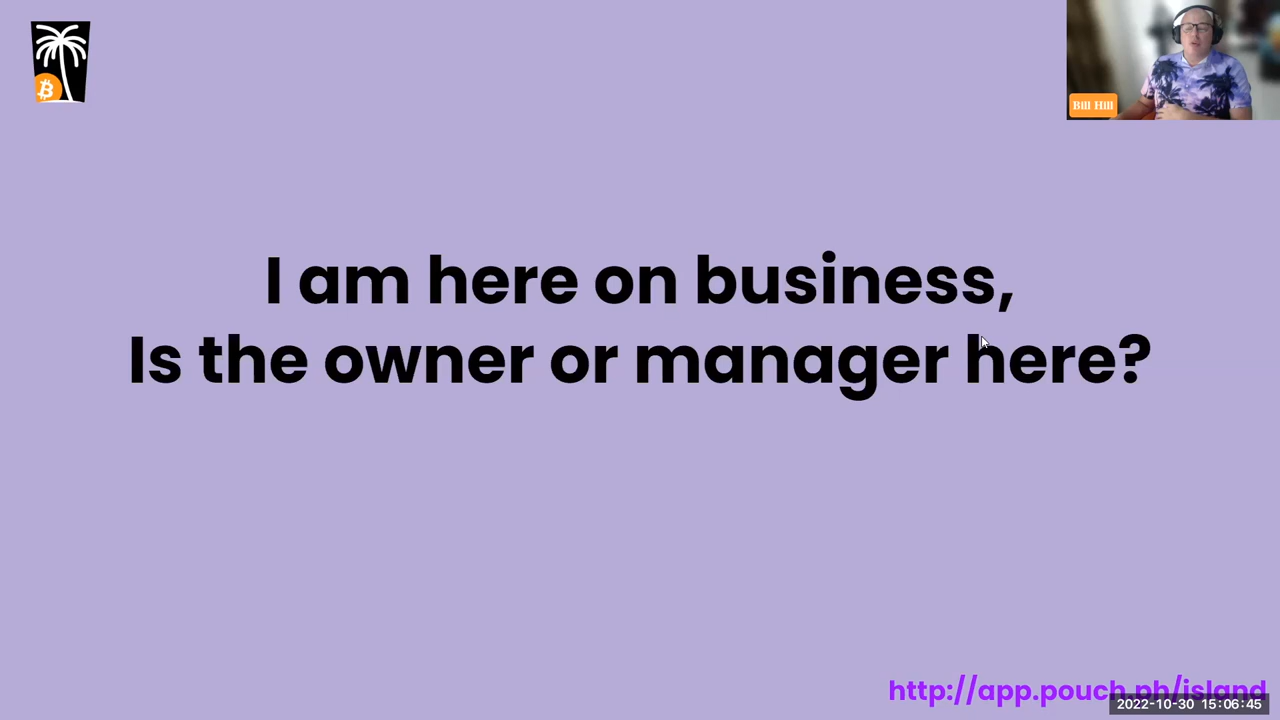 Bill Hill
I am here on business,
Is the owner or manager here?
http://app.pouch.ph/island
2022-10-30 15:06:45